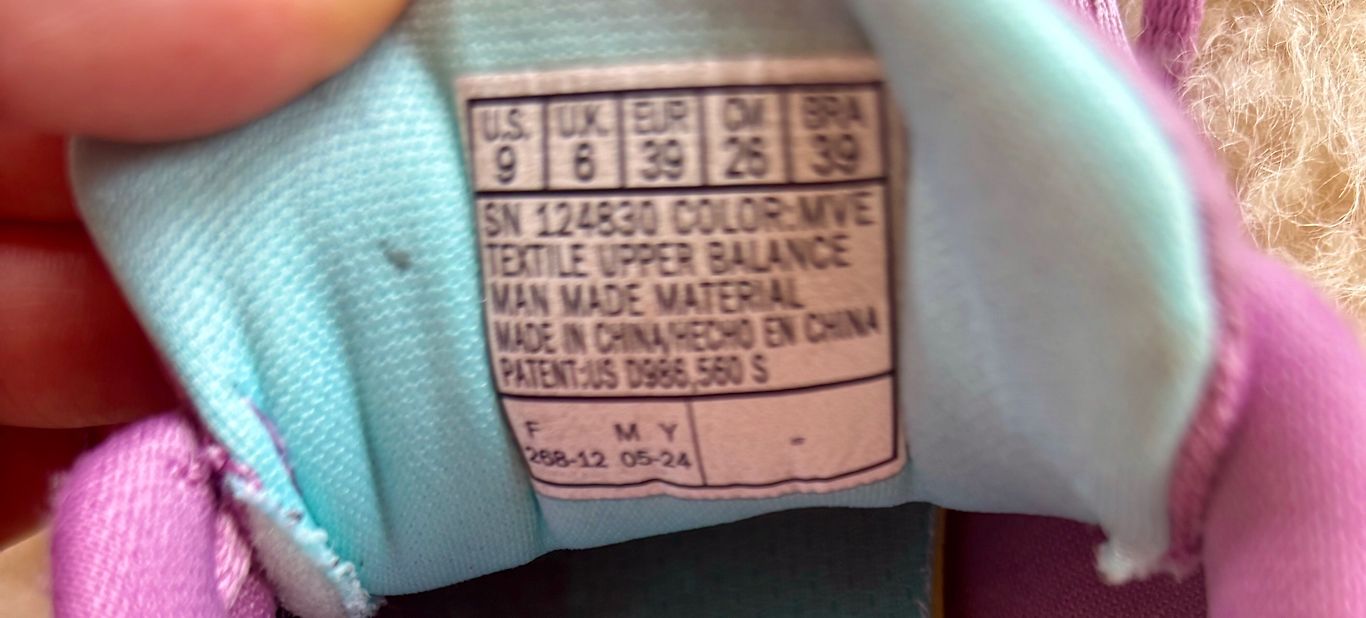 U.S. U.K. EUR CM BRA
9 6 39 26 39
SN 124830 COLOR:MVE
TEXTILE UPPER BALANCE
MAN MADE MATERIAL
MADE IN CHINA/HECHO EN CHINA
PATENT:US D986,560 S
F M Y
268-12 05-24 -